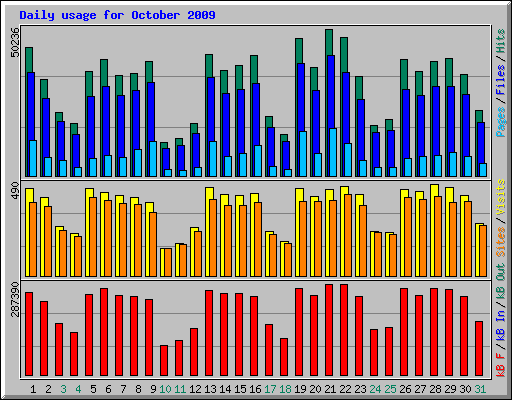 Daily usage for October 2009
50236
Pages / Files / Hits
490
Sites / Visits
287390
kB F / kB In / kB Out
1 2 3 4 5 6 7 8 9 10 11 12 13 14 15 16 17 18 19 20 21 22 23 24 25 26 27 28 29 30 31